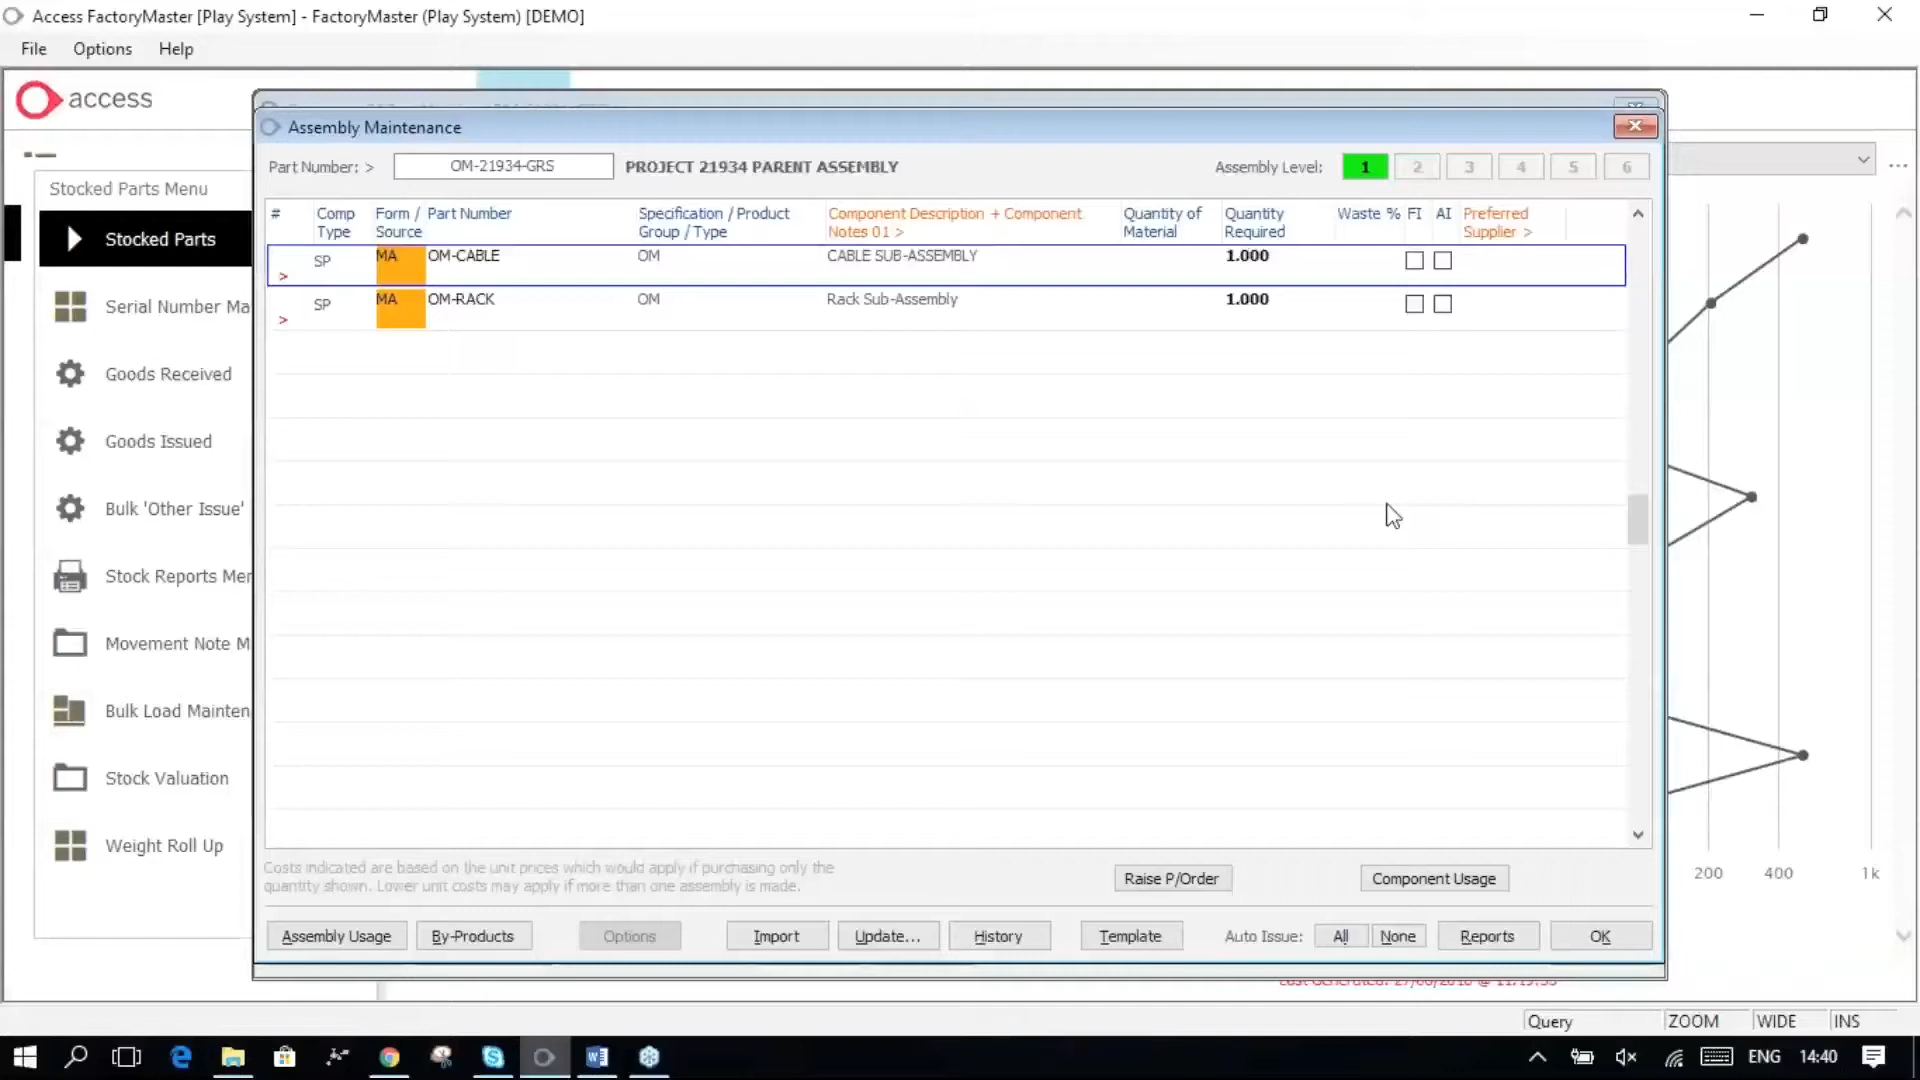 Access FactoryMaster [Play System] - FactoryMaster (Play System) [DEMO]
File Options Help
access
Assembly Maintenance
Part Number: > OM-21934-GRS PROJECT 21934 PARENT ASSEMBLY Assembly Level: 1 2 3 4 5 6
Stocked Parts Menu
# Comp Type Form / Source Part Number Specification / Product Group / Type Component Description + Component Notes 01 > Quantity of Material Quantity Required Waste % FI AI Preferred Supplier >
> SP MA OM-CABLE OM CABLE SUB-ASSEMBLY 1.000
> SP MA OM-RACK OM Rack Sub-Assembly 1.000
Stocked Parts
Serial Number Ma
Goods Received
Goods Issued
Bulk 'Other Issue'
Stock Reports Mer
Movement Note M
Bulk Load Mainten
Stock Valuation
Weight Roll Up
200 400 1k
Costs indicated are based on the unit prices which would apply if purchasing only the
quantity shown. Lower unit costs may apply if more than one assembly is made.
Raise P/Order Component Usage
Assembly Usage By-Products Options Import Update... History Template Auto Issue: All None Reports OK
Query ZOOM WIDE INS
ENG 14:40